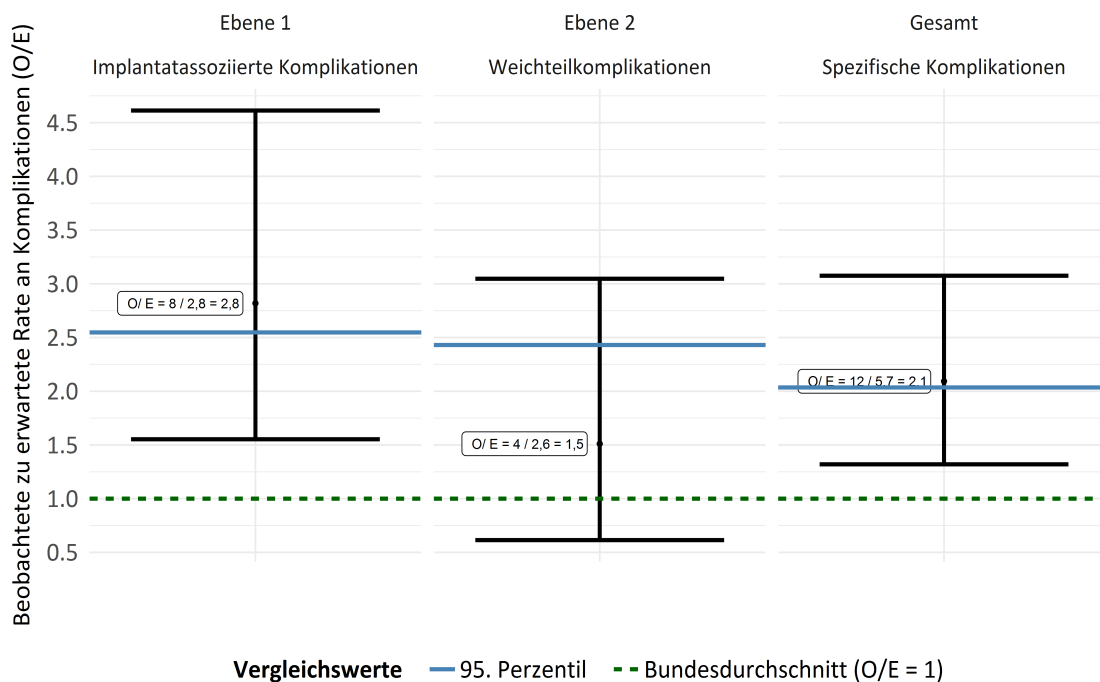 Ebene 1
Ebene 2
Gesamt
Implantatassoziierte Komplikationen
Weichteilkomplikationen
Spezifische Komplikationen
Beobachtete zu erwartete Rate an Komplikationen (O/E)
4.5
4.0
3.5
3.0
2.5
2.0
1.5
1.0
0.5
O/ E = 8 / 2,8 = 2,8
O/ E = 4 / 2,6 = 1,5
O/ E = 12 / 5,7 = 2,1
Vergleichswerte
95. Perzentil
Bundesdurchschnitt (O/E = 1)